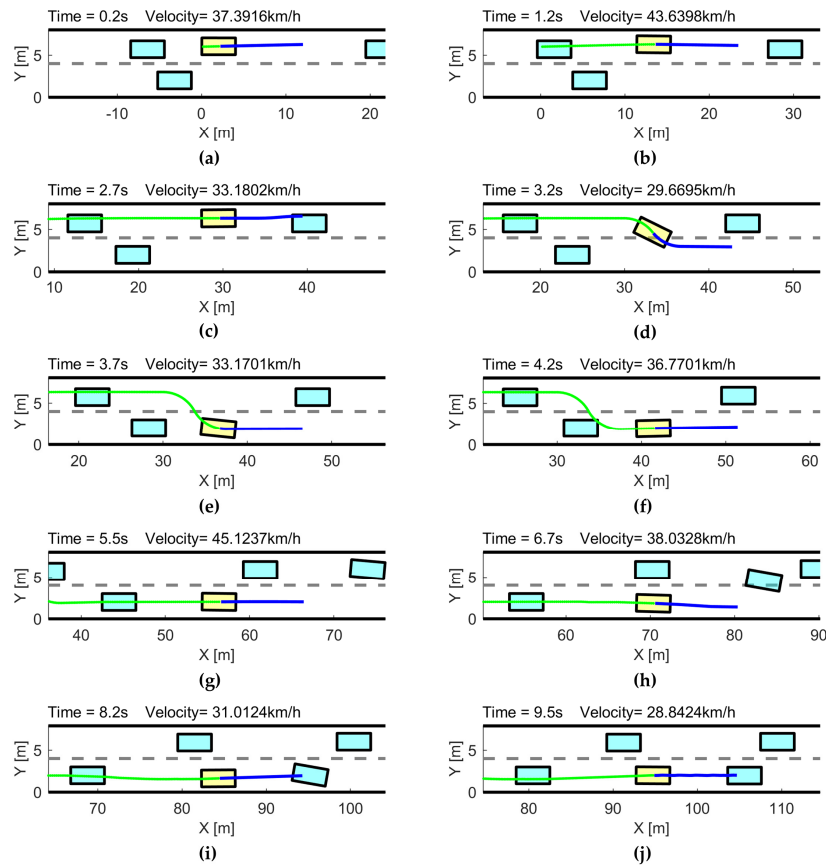 Time = 0.2s Velocity= 37.3916km/h
Y [m]
5
0
-10 0 10 20
X [m]
(a)
Time = 1.2s Velocity= 43.6398km/h
Y [m]
5
0
0 10 20 30
X [m]
(b)
Time = 2.7s Velocity= 33.1802km/h
Y [m]
5
0
10 20 30 40
X [m]
(c)
Time = 3.2s Velocity= 29.6695km/h
Y [m]
5
0
20 30 40 50
X [m]
(d)
Time = 3.7s Velocity= 33.1701km/h
Y [m]
5
0
20 30 40 50
X [m]
(e)
Time = 4.2s Velocity= 36.7701km/h
Y [m]
5
0
30 40 50 60
X [m]
(f)
Time = 5.5s Velocity= 45.1237km/h
Y [m]
5
0
40 50 60 70
X [m]
(g)
Time = 6.7s Velocity= 38.0328km/h
Y [m]
5
0
60 70 80 90
X [m]
(h)
Time = 8.2s Velocity= 31.0124km/h
Y [m]
5
0
70 80 90 100
X [m]
(i)
Time = 9.5s Velocity= 28.8424km/h
Y [m]
5
0
80 90 100 110
X [m]
(j)